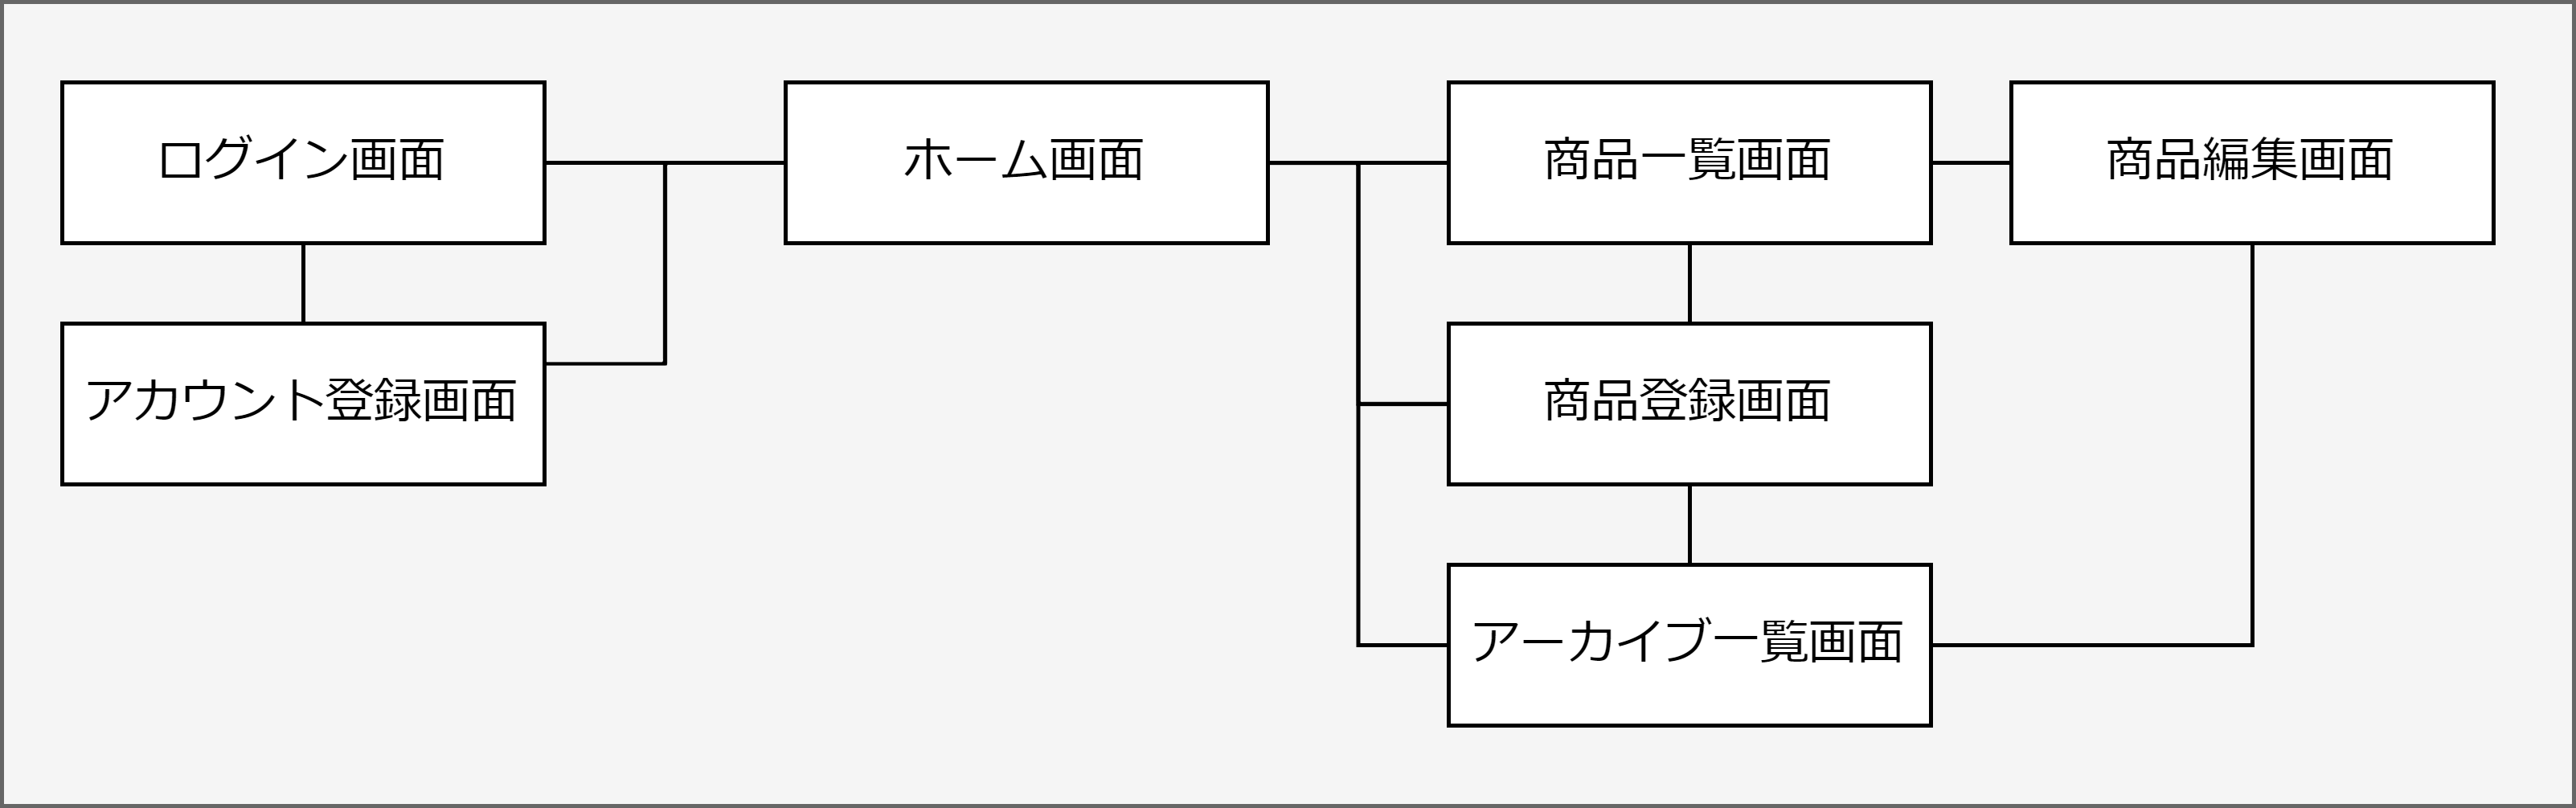 ログイン画面
ホーム画面
商品一覧画面
商品編集画面
アカウント登録画面
商品登録画面
アーカイブ一覧画面